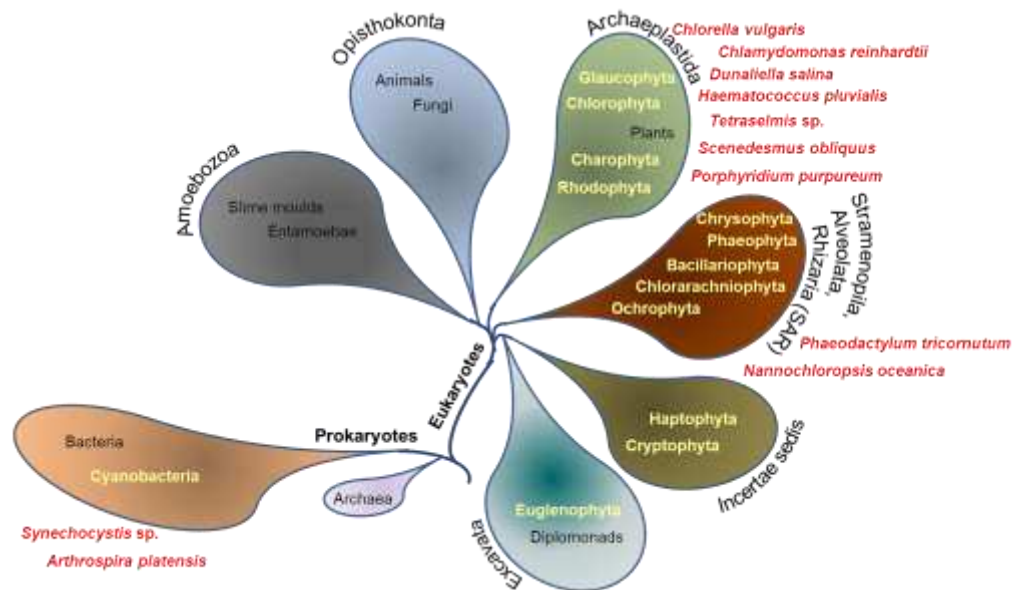 Opisthokonta
Animals
Fungi
Archaeplastida
Glaucophyta
Chlorophyta
Plants
Charophyta
Rhodophyta
Chlorella vulgaris
Chlamydomonas reinhardtii
Dunaliella salina
Haematococcus pluvialis
Tetraselmis sp.
Scenedesmus obliquus
Porphyridium purpureum
Amoebozoa
Slime moulds
Entamoebae
Chrysophyta
Phaeophyta
Bacillariophyta
Chlorarachniophyta
Ochrophyta
Stramenopila,
Alveolata,
Rhizaria (SAR)
Phaeodactylum tricornutum
Nannochloropsis oceanica
Haptophyta
Cryptophyta
Incertae sedis
Eukaryotes
Prokaryotes
Bacteria
Cyanobacteria
Archaea
Synechocystis sp.
Arthrospira platensis
Euglenophyta
Diplomonads
Excavata